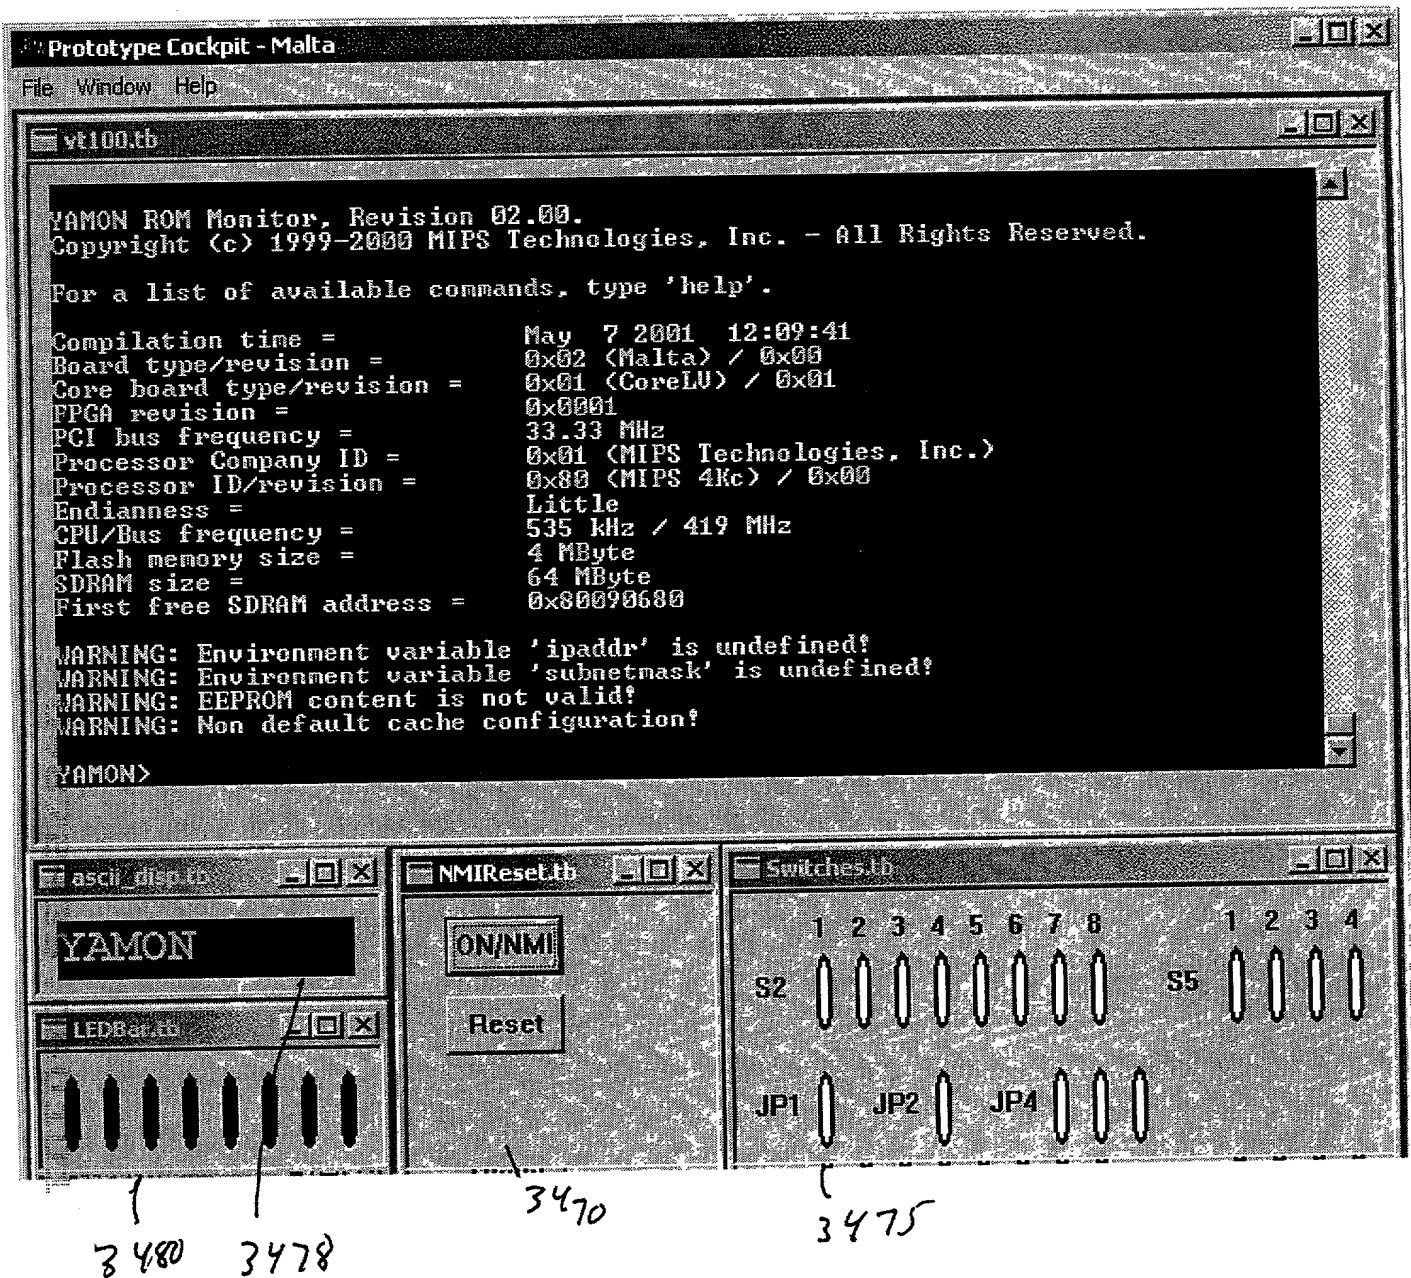 Prototype Cockpit - Malta
File Window Help
vt100.tb
YAMON ROM Monitor, Revision 02.00.
Copyright (c) 1999-2000 MIPS Technologies, Inc. - All Rights Reserved.
For a list of available commands, type 'help'.
Compilation time = May 7 2001 12:09:41
Board type/revision = 0x02 (Malta) / 0x00
Core board type/revision = 0x01 (CoreLV) / 0x01
FPGA revision = 0x0001
PCI bus frequency = 33.33 MHz
Processor Company ID = 0x01 (MIPS Technologies, Inc.)
Processor ID/revision = 0x80 (MIPS 4Kc) / 0x00
Endianness = Little
CPU/Bus frequency = 535 kHz / 419 MHz
Flash memory size = 4 MByte
SDRAM size = 64 MByte
First free SDRAM address = 0x80090680
WARNING: Environment variable 'ipaddr' is undefined!
WARNING: Environment variable 'subnetmask' is undefined!
WARNING: EEPROM content is not valid!
WARNING: Non default cache configuration!
YAMON>
ascii_disp.tb
YAMON
LEDBar.tb
NMIReset.tb
ON/NMI
Reset
Switches.tb
1 2 3 4 5 6 7 8
1 2 3 4
S2
S5
JP1
JP2
JP4
3480
3478
3470
3475